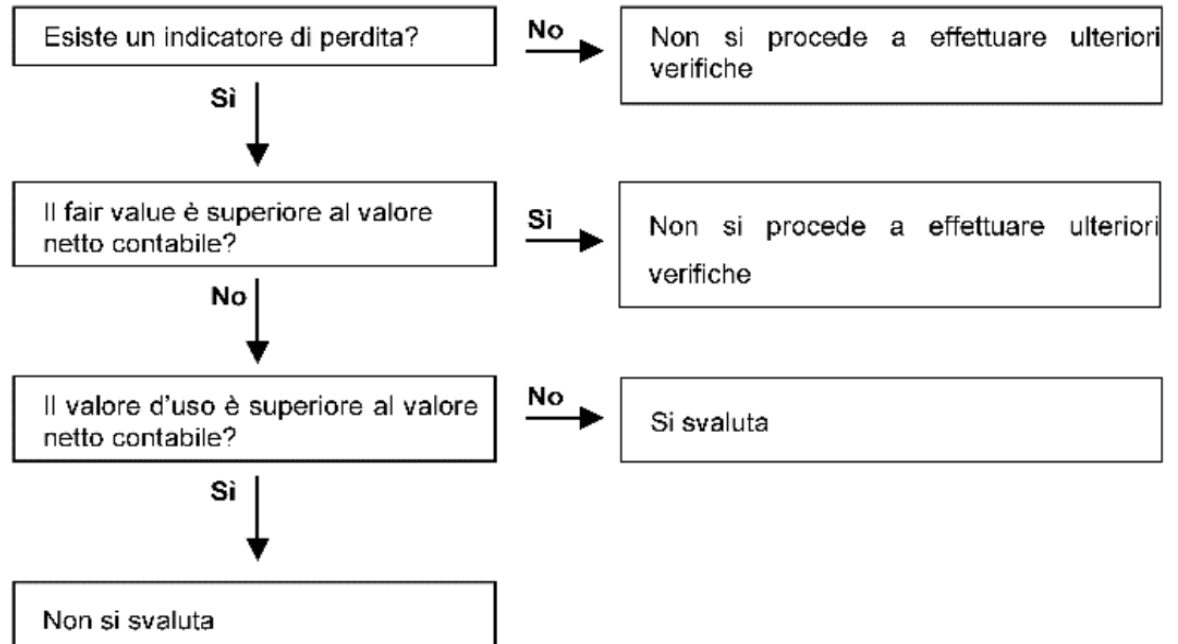 Esiste un indicatore di perdita?
No
Non si procede a effettuare ulteriori
verifiche
Sì
Il fair value è superiore al valore
netto contabile?
Sì
Non si procede a effettuare ulteriori
verifiche
No
Il valore d'uso è superiore al valore
netto contabile?
No
Si svaluta
Sì
Non si svaluta